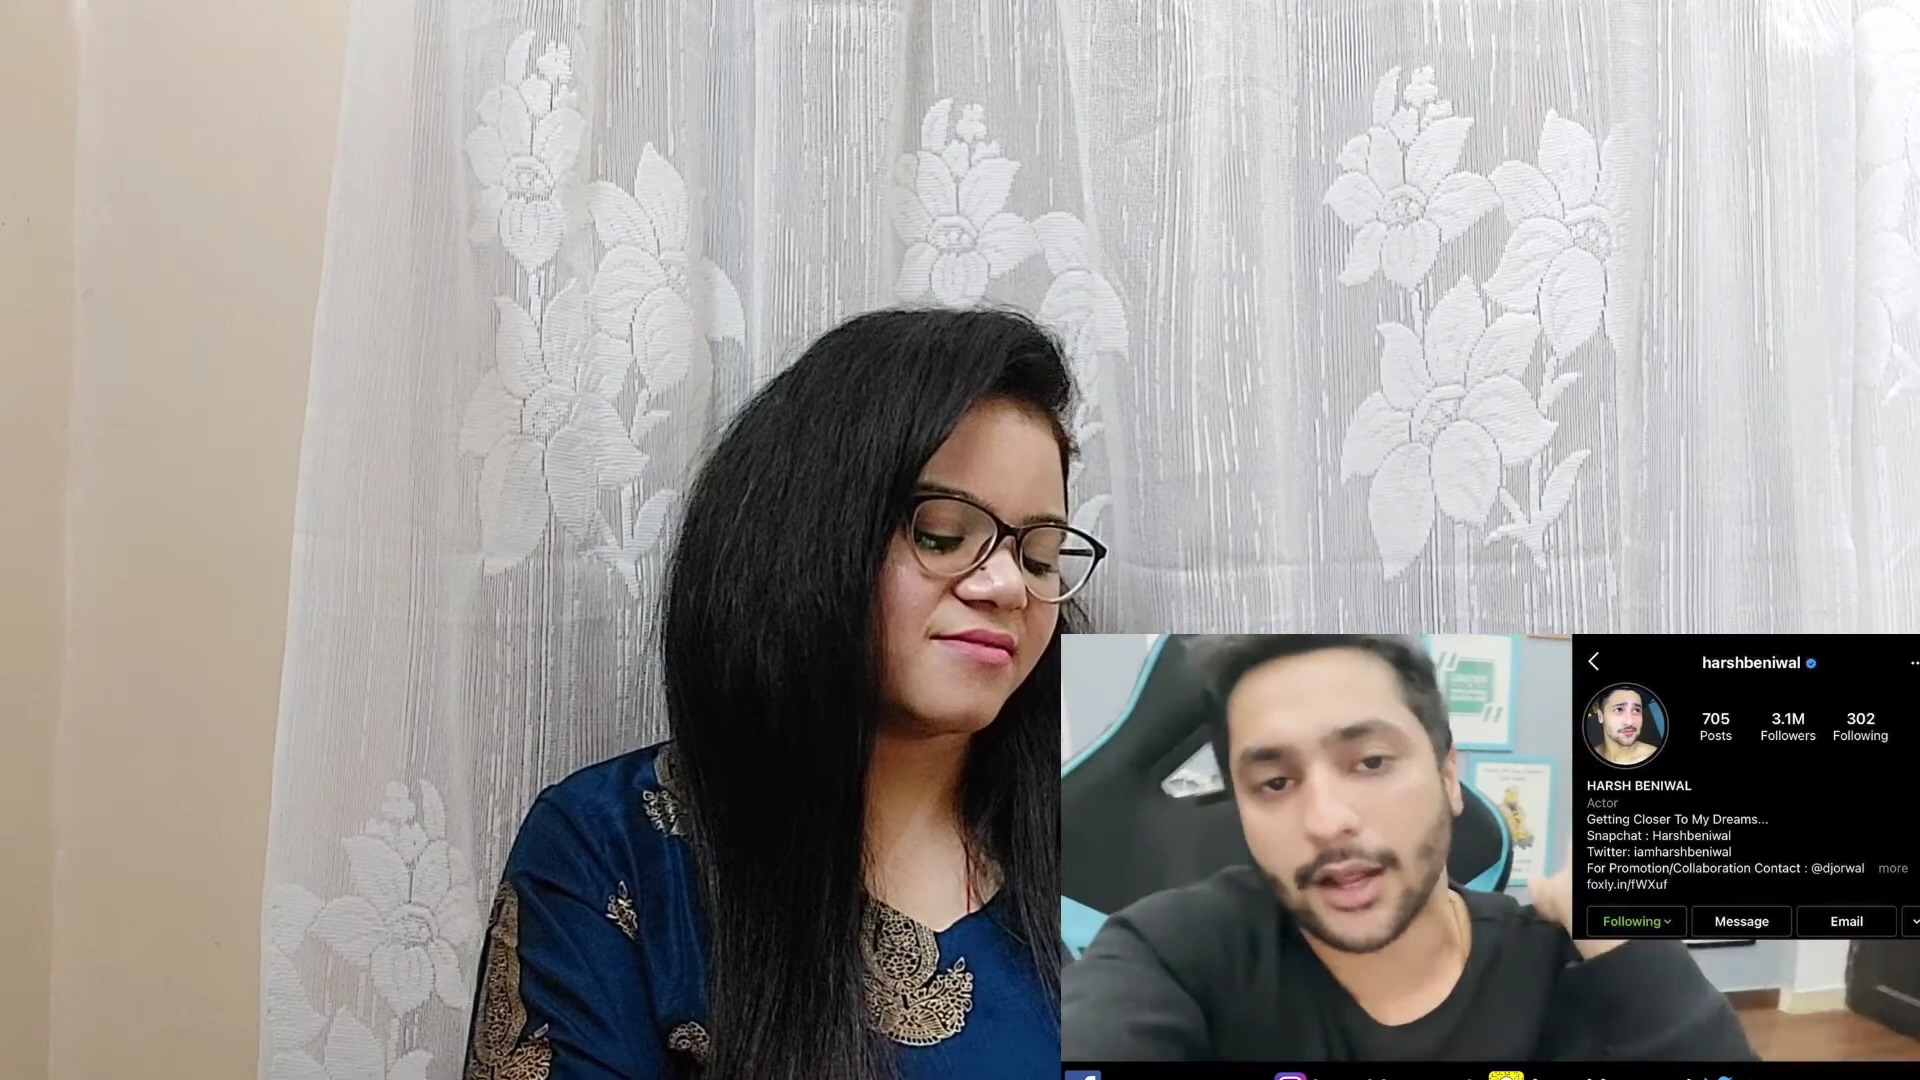 harshbeniwal
705
3.1M
302
Posts
Followers
Following
HARSH BENIWAL
Actor
Getting Closer To My Dreams...
Snapchat : Harshbeniwal
Twitter: iamharshbeniwal
For Promotion/Collaboration Contact : @djorwal more
foxly.in/fWXuf
Following
Message
Email